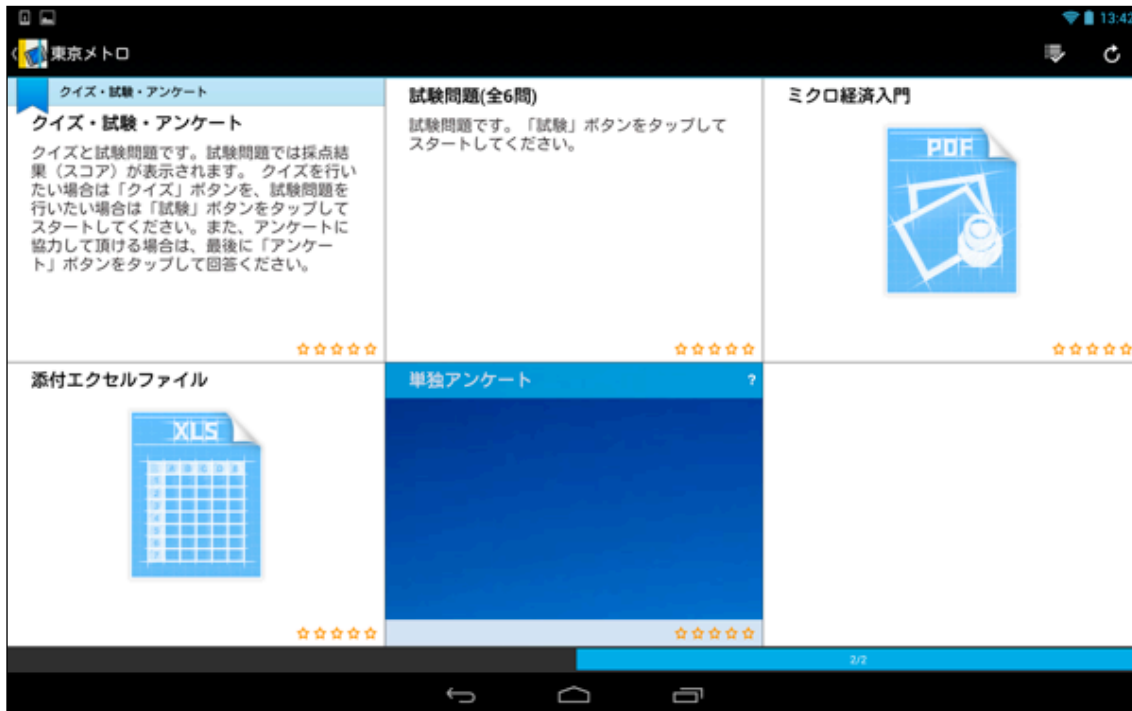 13:42
東京メトロ
クイズ・試験・アンケート
クイズ・試験・アンケート
クイズと試験問題です。試験問題では採点結
果（スコア）が表示されます。 クイズを行い
たい場合は「クイズ」ボタンを、試験問題を
行いたい場合は「試験」ボタンをタップして
スタートしてください。また、アンケートに
協力して頂ける場合は、最後に「アンケー
ト」ボタンをタップして回答ください。
試験問題(全6問)
試験問題です。「試験」ボタンをタップして
スタートしてください。
ミクロ経済入門
PDF
添付エクセルファイル
XLS
単独アンケート ?
2/2